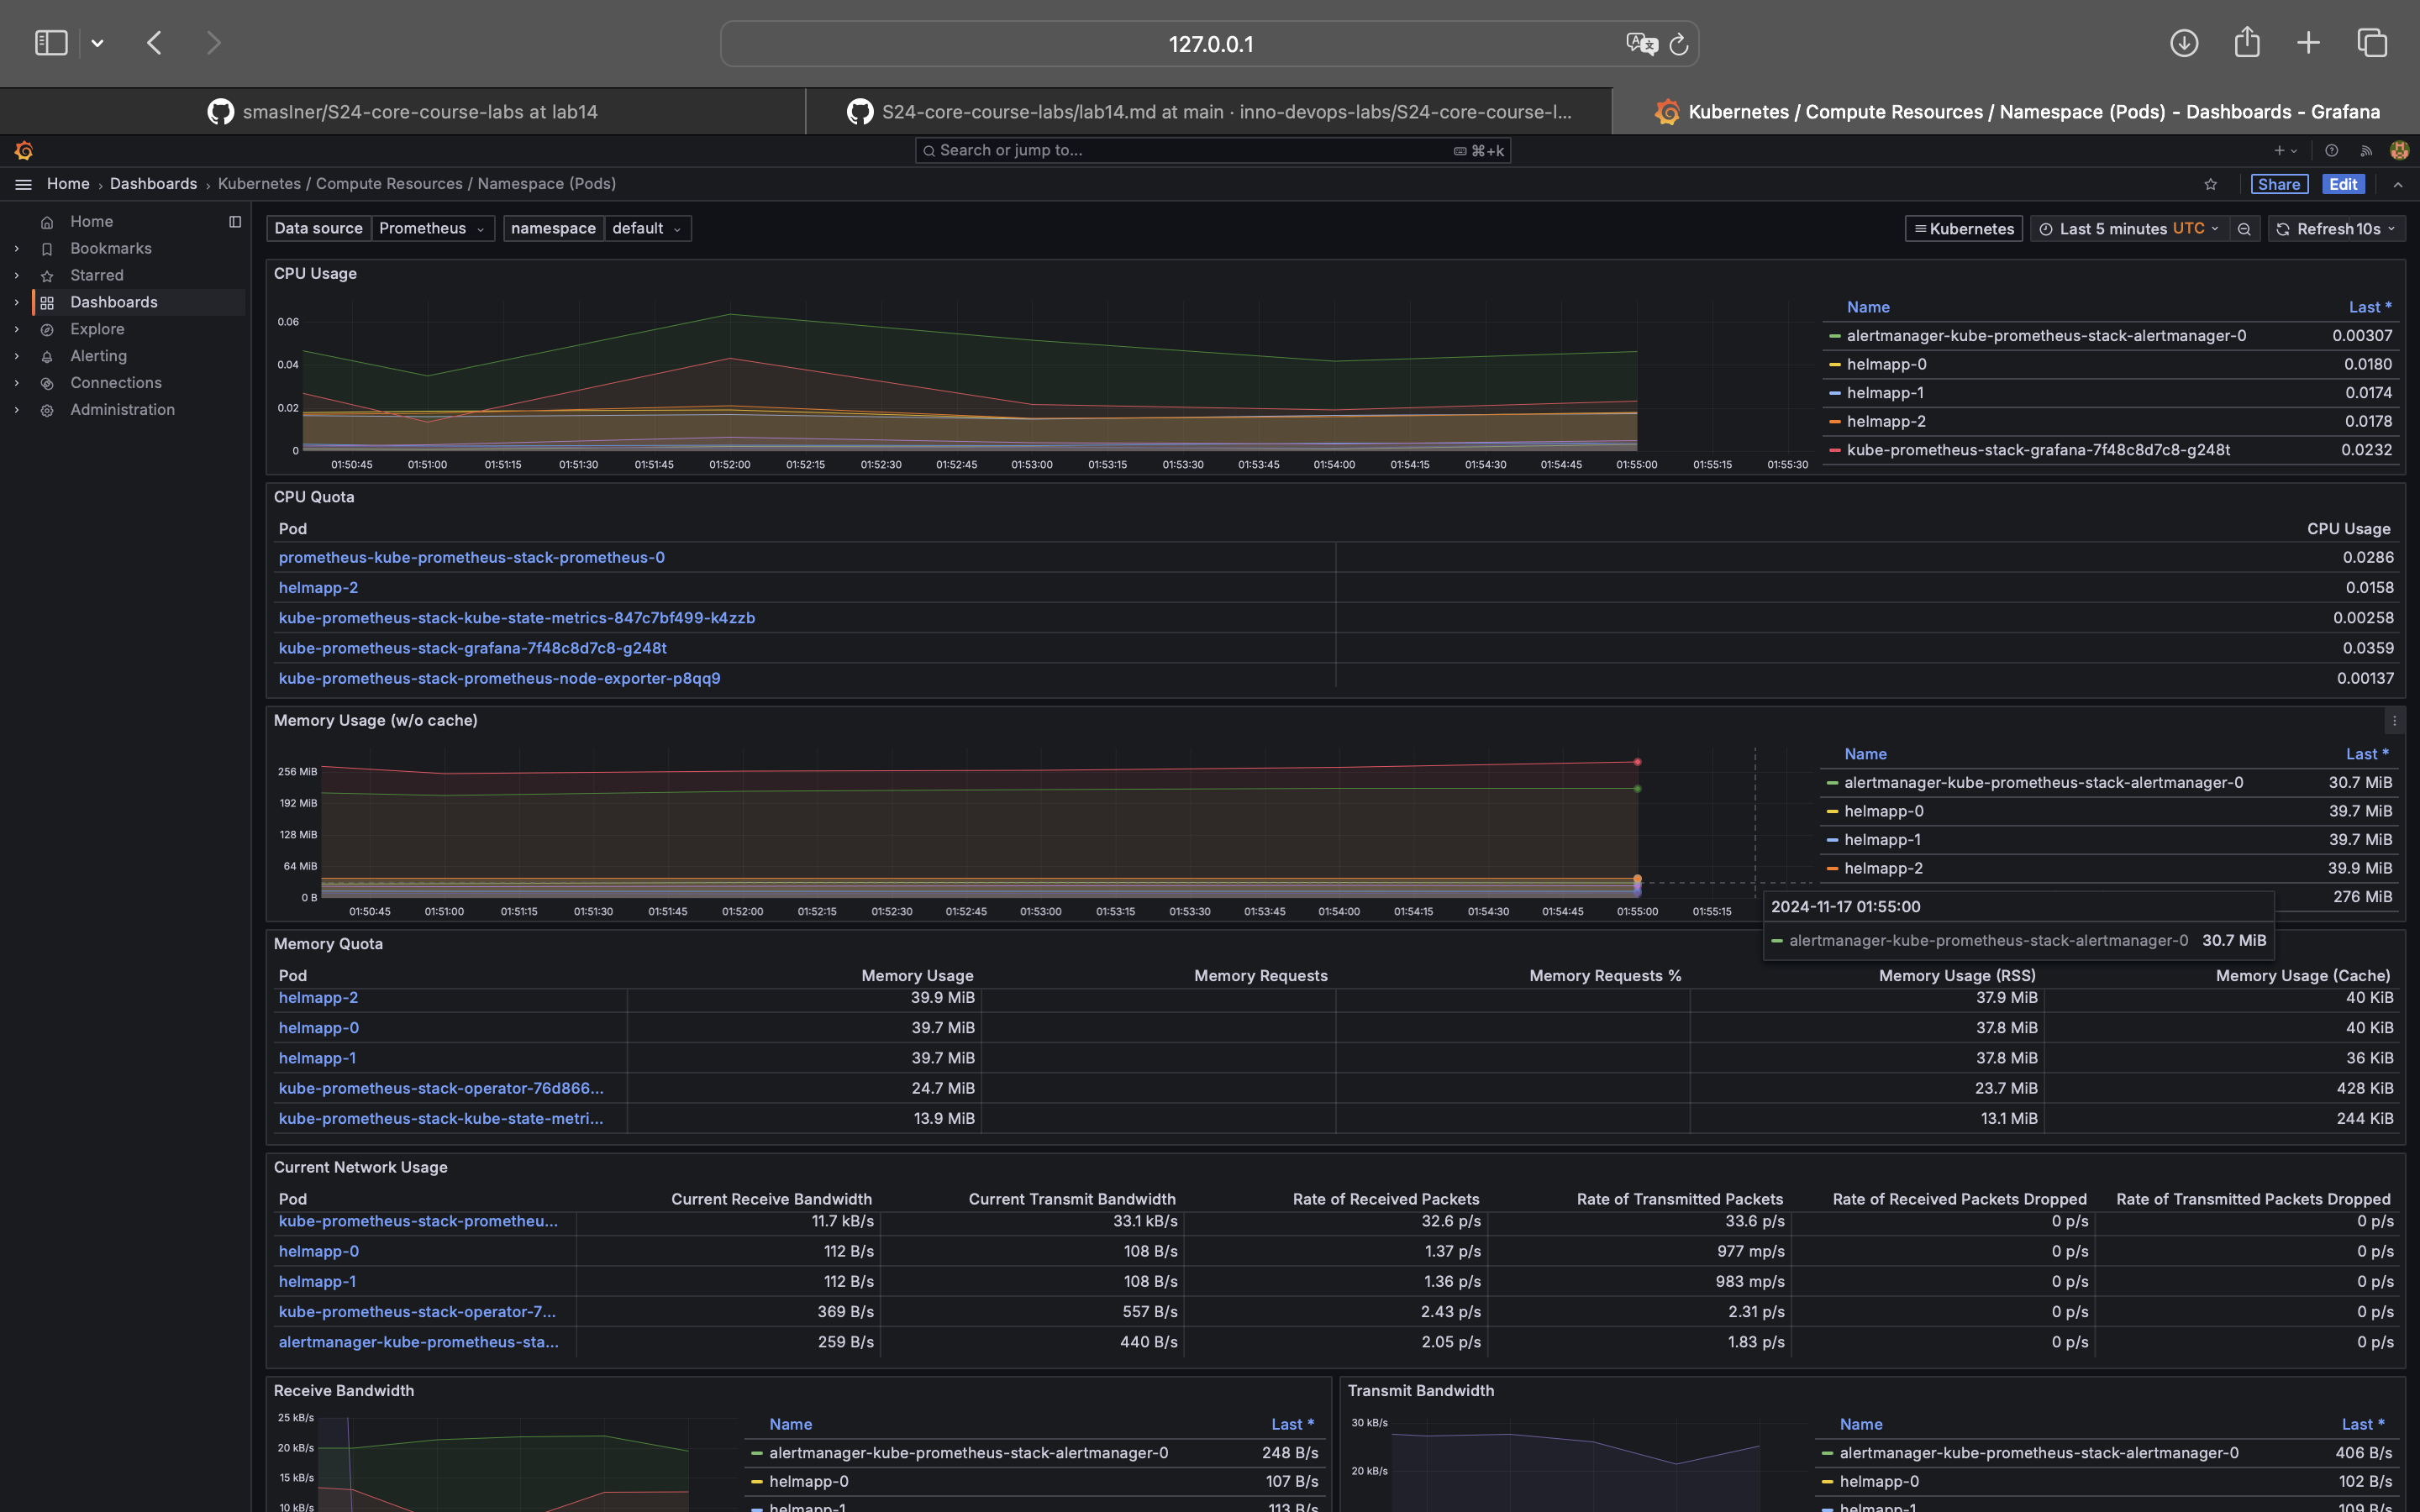 127.0.0.1
smaslner/S24-core-course-labs at lab14
S24-core-course-labs/lab14.md at main · inno-devops-labs/S24-core-course-l...
Kubernetes / Compute Resources / Namespace (Pods) - Dashboards - Grafana
Search or jump to... ⌘+k
Home › Dashboards › Kubernetes / Compute Resources / Namespace (Pods)
Share Edit
Home
Bookmarks
Starred
Dashboards
Explore
Alerting
Connections
Administration
Data source Prometheus namespace default
Kubernetes Last 5 minutes UTC Refresh 10s
CPU Usage
0.06
0.04
0.02
0
01:50:45 01:51:00 01:51:15 01:51:30 01:51:45 01:52:00 01:52:15 01:52:30 01:52:45 01:53:00 01:53:15 01:53:30 01:53:45 01:54:00 01:54:15 01:54:30 01:54:45 01:55:00 01:55:15 01:55:30
Name Last *
alertmanager-kube-prometheus-stack-alertmanager-0 0.00307
helmapp-0 0.0180
helmapp-1 0.0174
helmapp-2 0.0178
kube-prometheus-stack-grafana-7f48c8d7c8-g248t 0.0232
CPU Quota
Pod CPU Usage
prometheus-kube-prometheus-stack-prometheus-0 0.0286
helmapp-2 0.0158
kube-prometheus-stack-kube-state-metrics-847c7bf499-k4zzb 0.00258
kube-prometheus-stack-grafana-7f48c8d7c8-g248t 0.0359
kube-prometheus-stack-prometheus-node-exporter-p8qq9 0.00137
Memory Usage (w/o cache)
256 MiB
192 MiB
128 MiB
64 MiB
0 B
01:50:45 01:51:00 01:51:15 01:51:30 01:51:45 01:52:00 01:52:15 01:52:30 01:52:45 01:53:00 01:53:15 01:53:30 01:53:45 01:54:00 01:54:15 01:54:30 01:54:45 01:55:00 01:55:15
Name Last *
alertmanager-kube-prometheus-stack-alertmanager-0 30.7 MiB
helmapp-0 39.7 MiB
helmapp-1 39.7 MiB
helmapp-2 39.9 MiB
276 MiB
2024-11-17 01:55:00
alertmanager-kube-prometheus-stack-alertmanager-0 30.7 MiB
Memory Quota
Pod Memory Usage Memory Requests Memory Requests % Memory Usage (RSS) Memory Usage (Cache)
helmapp-2 39.9 MiB 37.9 MiB 40 KiB
helmapp-0 39.7 MiB 37.8 MiB 40 KiB
helmapp-1 39.7 MiB 37.8 MiB 36 KiB
kube-prometheus-stack-operator-76d866... 24.7 MiB 23.7 MiB 428 KiB
kube-prometheus-stack-kube-state-metri... 13.9 MiB 13.1 MiB 244 KiB
Current Network Usage
Pod Current Receive Bandwidth Current Transmit Bandwidth Rate of Received Packets Rate of Transmitted Packets Rate of Received Packets Dropped Rate of Transmitted Packets Dropped
kube-prometheus-stack-prometheu... 11.7 kB/s 33.1 kB/s 32.6 p/s 33.6 p/s 0 p/s 0 p/s
helmapp-0 112 B/s 108 B/s 1.37 p/s 977 mp/s 0 p/s 0 p/s
helmapp-1 112 B/s 108 B/s 1.36 p/s 983 mp/s 0 p/s 0 p/s
kube-prometheus-stack-operator-7... 369 B/s 557 B/s 2.43 p/s 2.31 p/s 0 p/s 0 p/s
alertmanager-kube-prometheus-sta... 259 B/s 440 B/s 2.05 p/s 1.83 p/s 0 p/s 0 p/s
Receive Bandwidth
25 kB/s
20 kB/s
15 kB/s
10 kB/s
Name Last *
alertmanager-kube-prometheus-stack-alertmanager-0 248 B/s
helmapp-0 107 B/s
helmapp-1 113 B/s
Transmit Bandwidth
30 kB/s
20 kB/s
Name Last *
alertmanager-kube-prometheus-stack-alertmanager-0 406 B/s
helmapp-0 102 B/s
helmapp-1 109 B/s